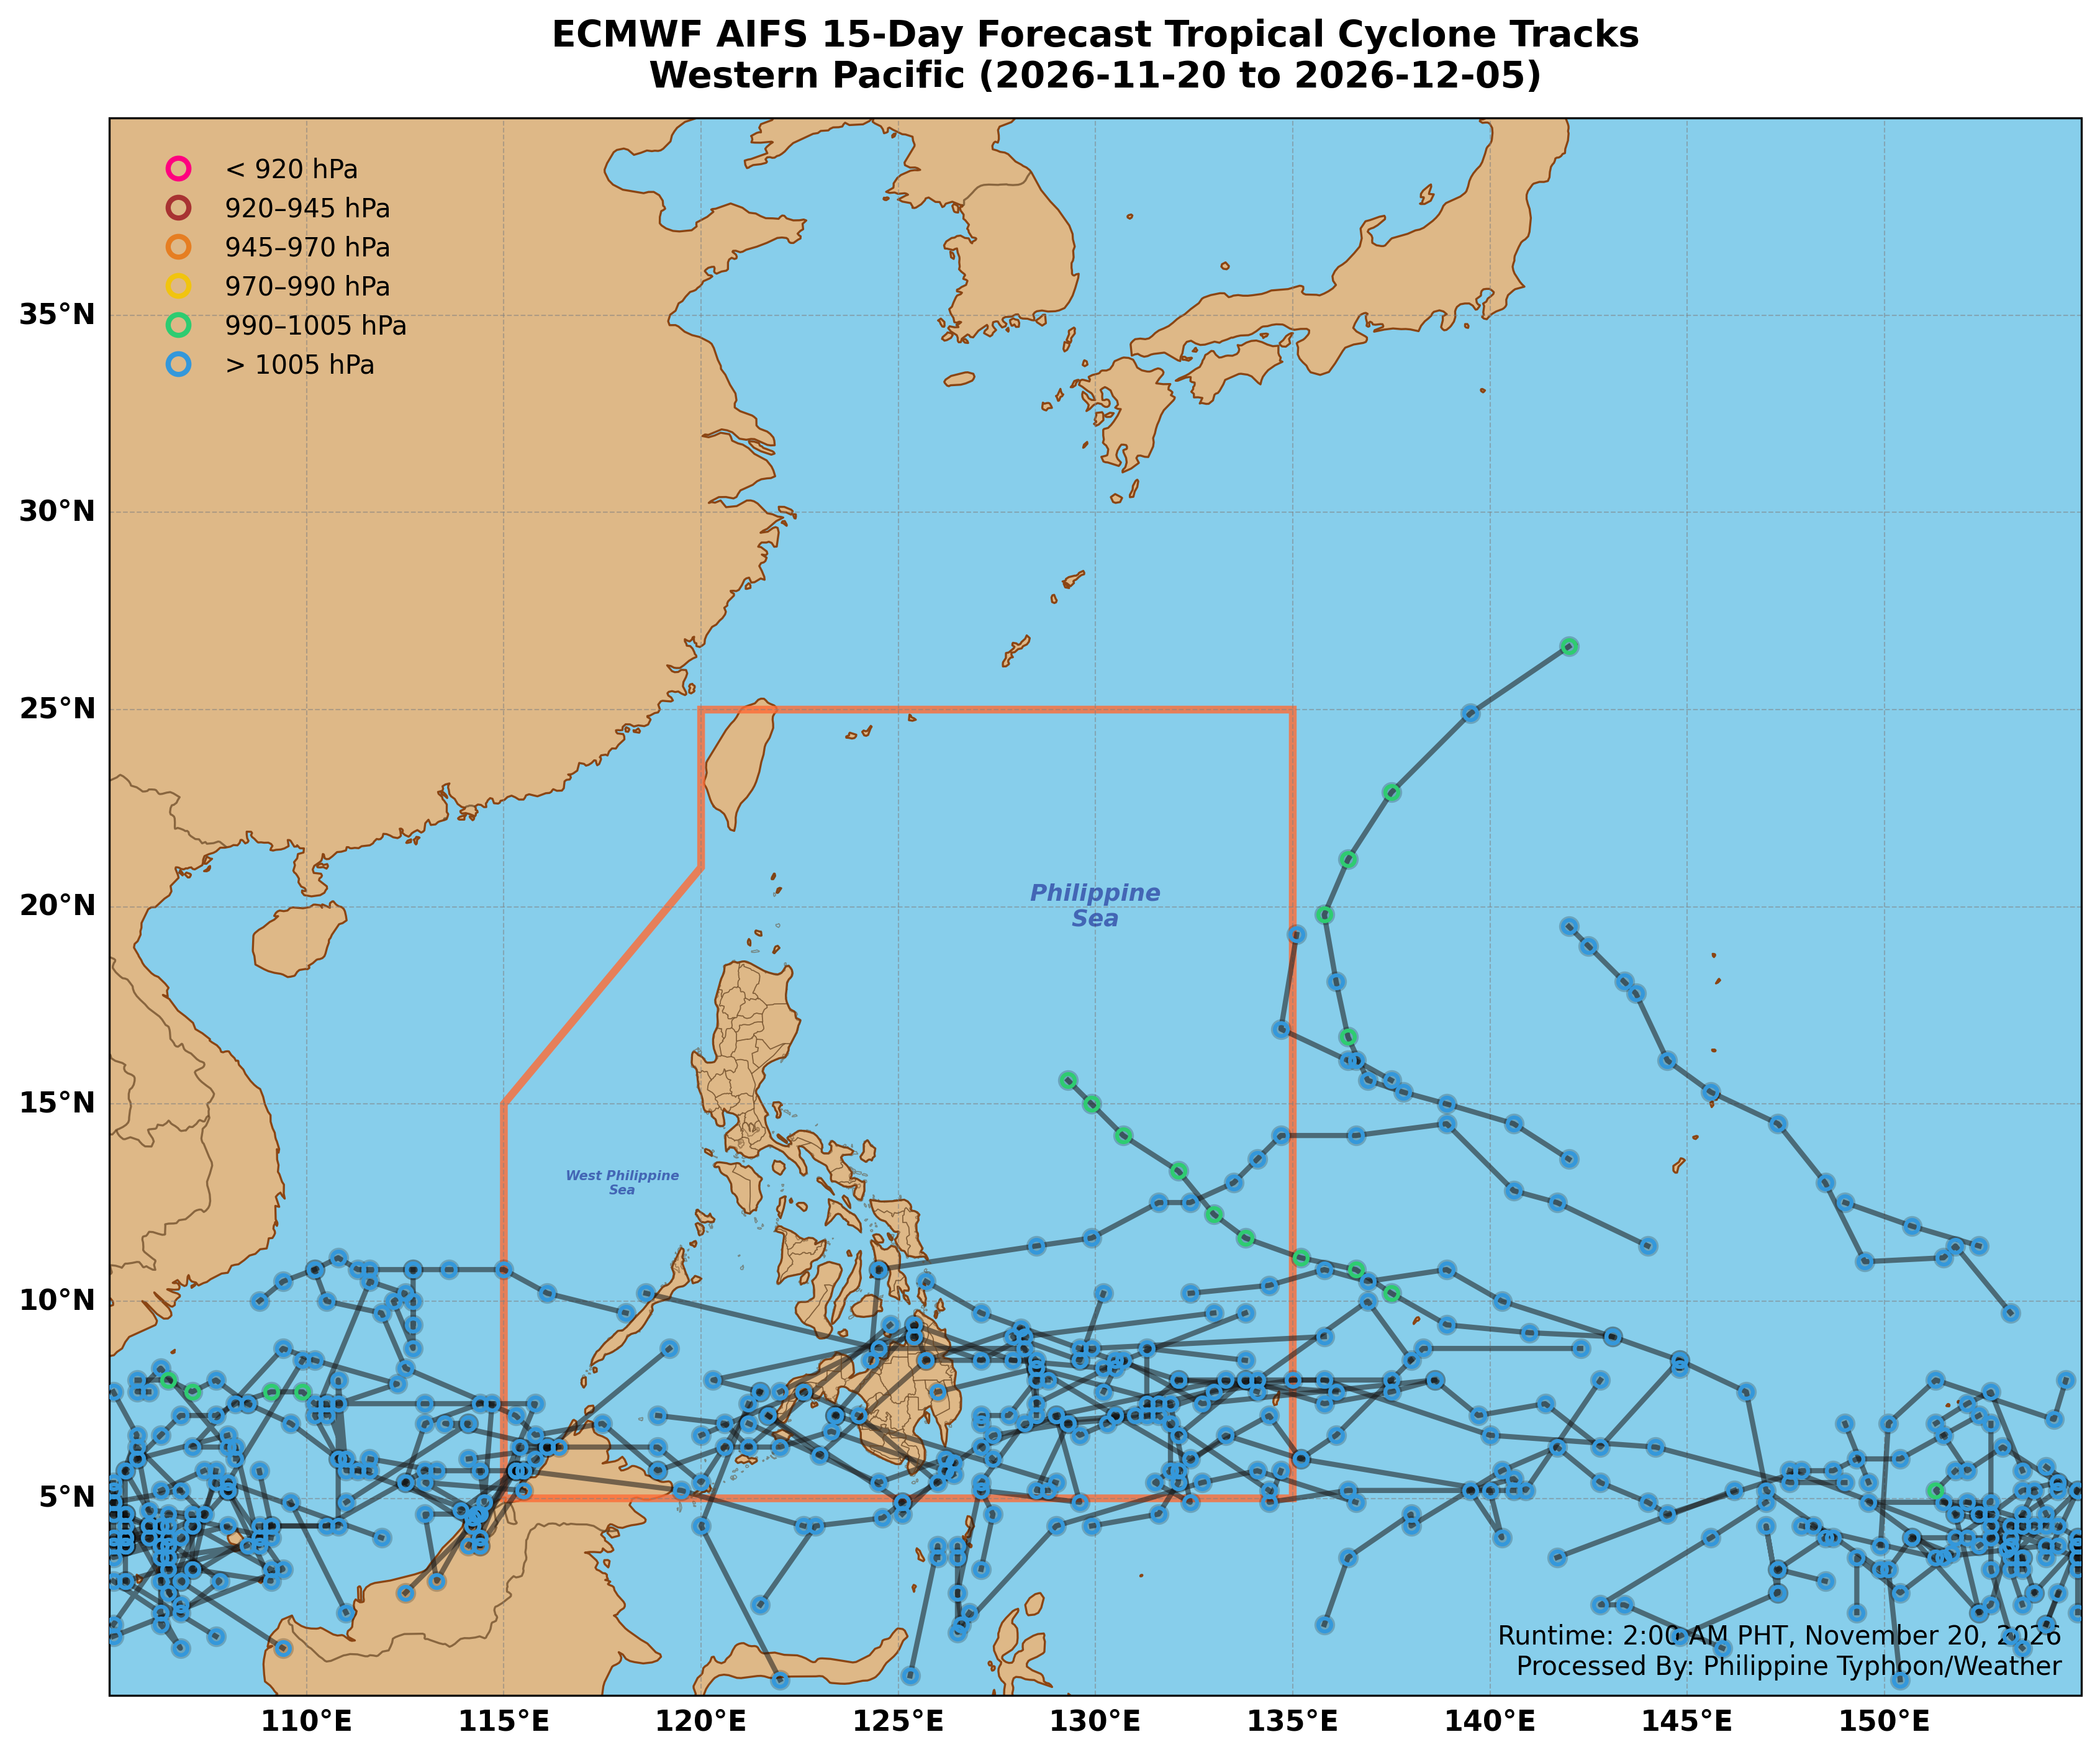 ECMWF AIFS 15-Day Forecast Tropical Cyclone Tracks
Western Pacific (2026-11-20 to 2026-12-05)
< 920 hPa
920–945 hPa
945–970 hPa
970–990 hPa
990–1005 hPa
> 1005 hPa
35°N
30°N
25°N
20°N
15°N
10°N
5°N
Philippine
Sea
West Philippine
Sea
Runtime: 2:00 AM PHT, November 20, 2026
Processed By: Philippine Typhoon/Weather
110°E
115°E
120°E
125°E
130°E
135°E
140°E
145°E
150°E